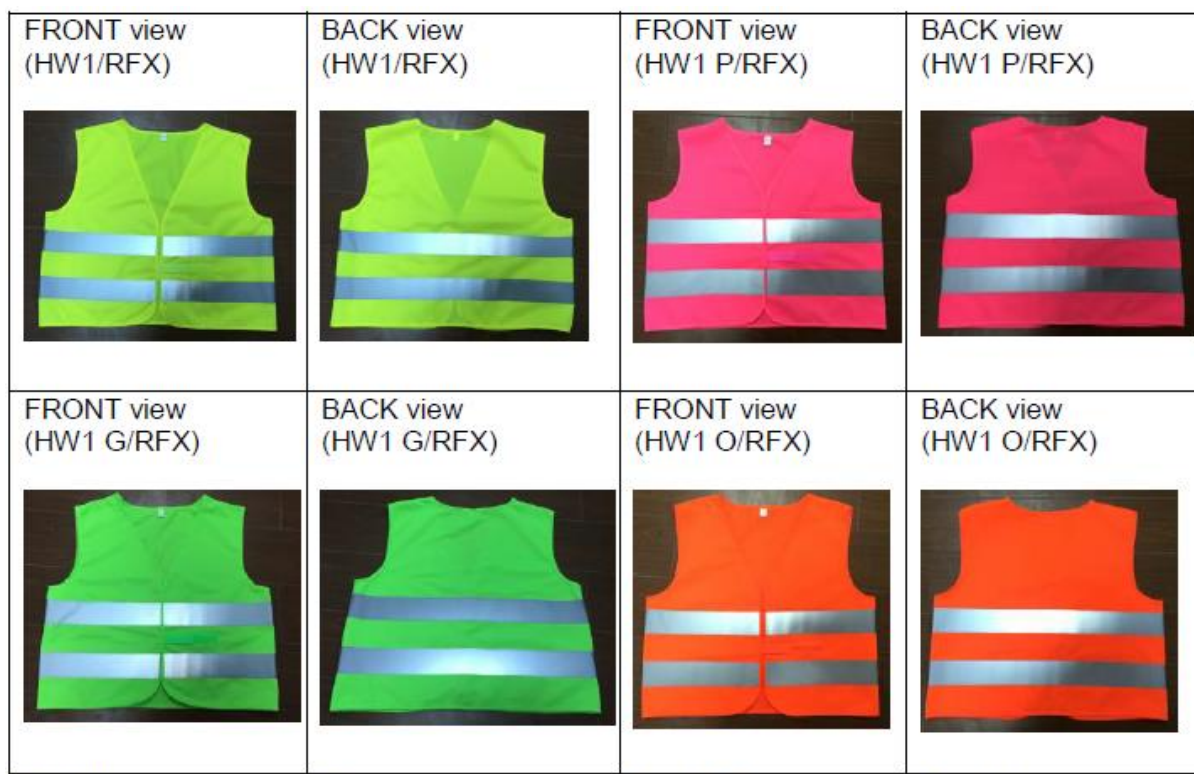 FRONT view
(HW1/RFX)
BACK view
(HW1/RFX)
FRONT view
(HW1 P/RFX)
BACK view
(HW1 P/RFX)
FRONT view
(HW1 G/RFX)
BACK view
(HW1 G/RFX)
FRONT view
(HW1 O/RFX)
BACK view
(HW1 O/RFX)